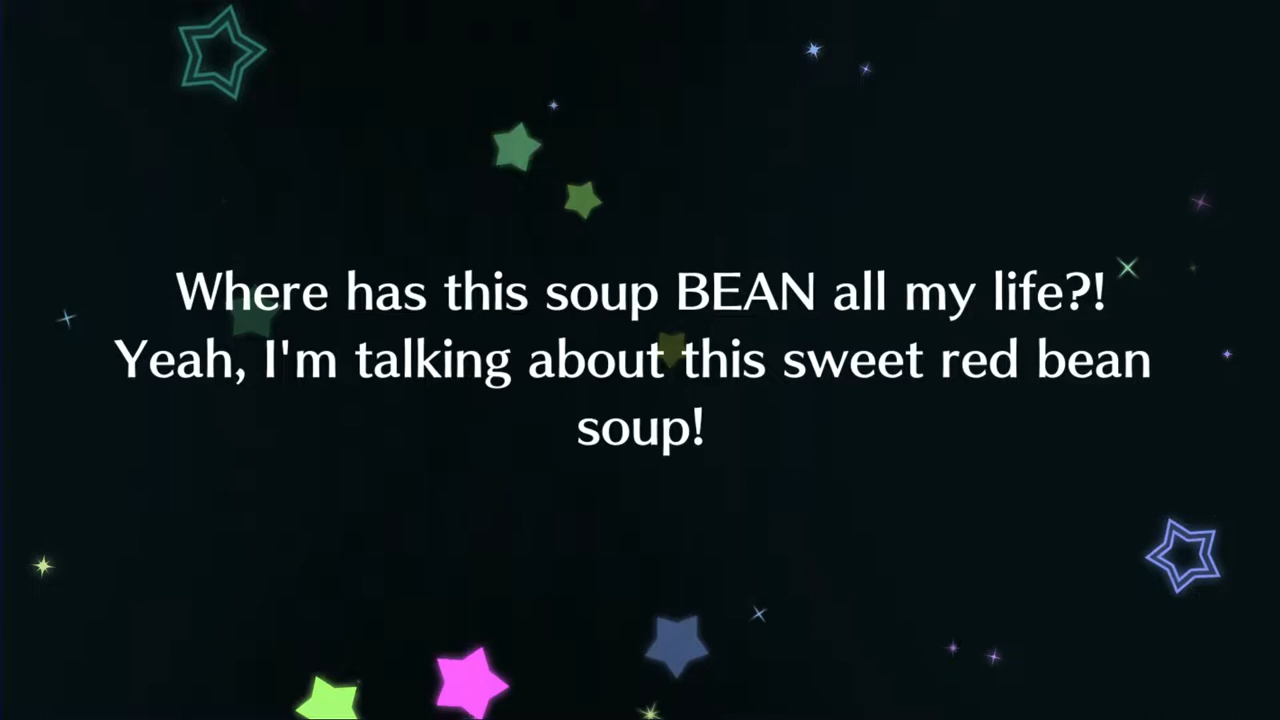 Where has this soup BEAN all my life?!
Yeah, I'm talking about this sweet red bean
soup!